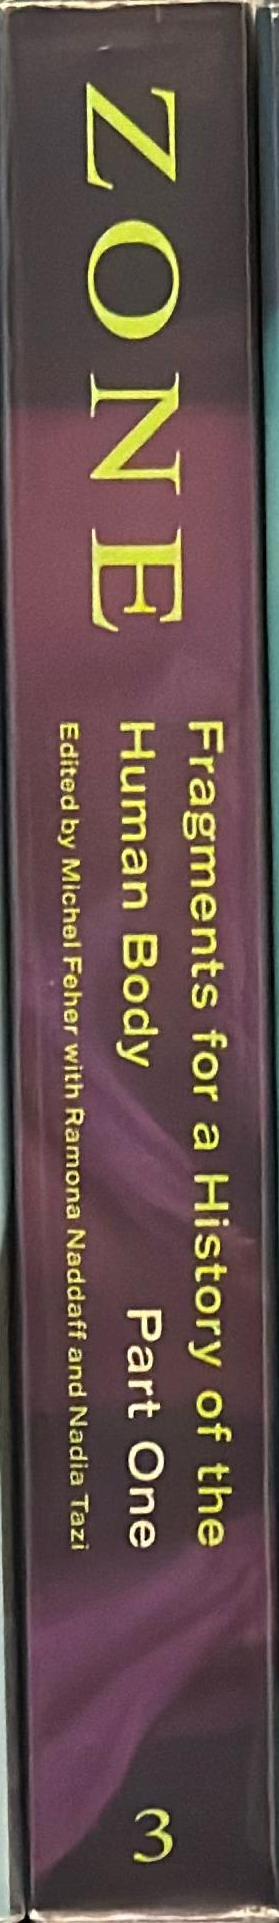 ZONE
Fragments for a History of the
Human Body Part One
Edited by Michel Feher with Ramona Naddaff and Nadia Tazi
3